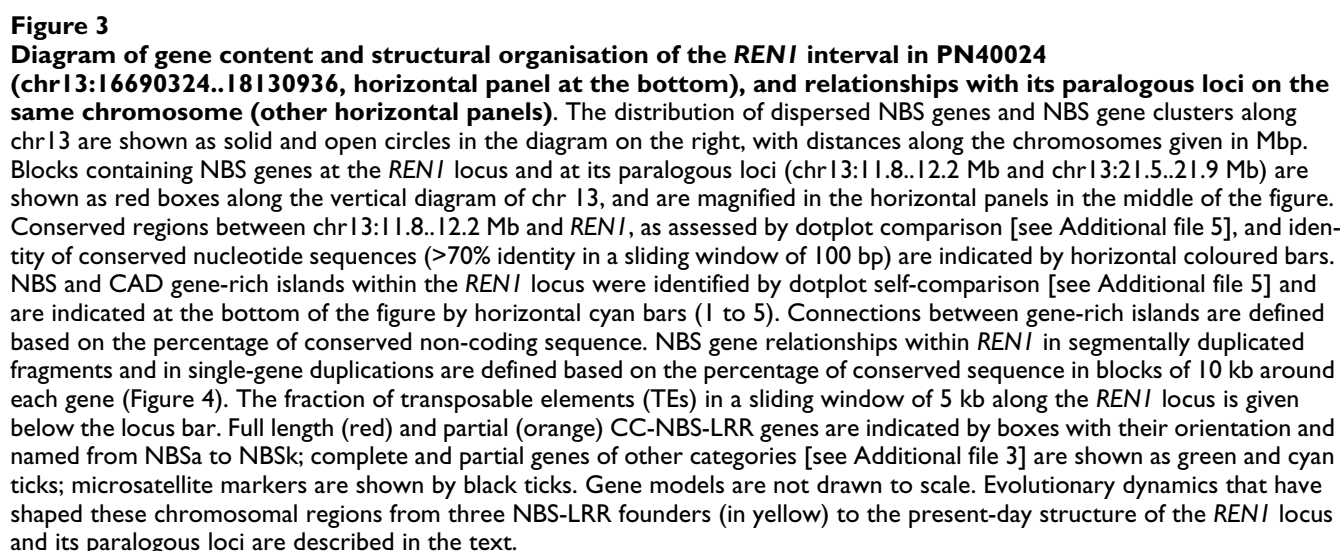 Figure 3
Diagram of gene content and structural organisation of the REN1 interval in PN40024
(chr13:16690324..18130936, horizontal panel at the bottom), and relationships with its paralogous loci on the
same chromosome (other horizontal panels). The distribution of dispersed NBS genes and NBS gene clusters along
chr13 are shown as solid and open circles in the diagram on the right, with distances along the chromosomes given in Mbp.
Blocks containing NBS genes at the REN1 locus and at its paralogous loci (chr13:11.8..12.2 Mb and chr13:21.5..21.9 Mb) are
shown as red boxes along the vertical diagram of chr 13, and are magnified in the horizontal panels in the middle of the figure.
Conserved regions between chr13:11.8..12.2 Mb and REN1, as assessed by dotplot comparison [see Additional file 5], and iden-
tity of conserved nucleotide sequences (>70% identity in a sliding window of 100 bp) are indicated by horizontal coloured bars.
NBS and CAD gene-rich islands within the REN1 locus were identified by dotplot self-comparison [see Additional file 5] and
are indicated at the bottom of the figure by horizontal cyan bars (1 to 5). Connections between gene-rich islands are defined
based on the percentage of conserved non-coding sequence. NBS gene relationships within REN1 in segmentally duplicated
fragments and in single-gene duplications are defined based on the percentage of conserved sequence in blocks of 10 kb around
each gene (Figure 4). The fraction of transposable elements (TEs) in a sliding window of 5 kb along the REN1 locus is given
below the locus bar. Full length (red) and partial (orange) CC-NBS-LRR genes are indicated by boxes with their orientation and
named from NBSa to NBSk; complete and partial genes of other categories [see Additional file 3] are shown as green and cyan
ticks; microsatellite markers are shown by black ticks. Gene models are not drawn to scale. Evolutionary dynamics that have
shaped these chromosomal regions from three NBS-LRR founders (in yellow) to the present-day structure of the REN1 locus
and its paralogous loci are described in the text.